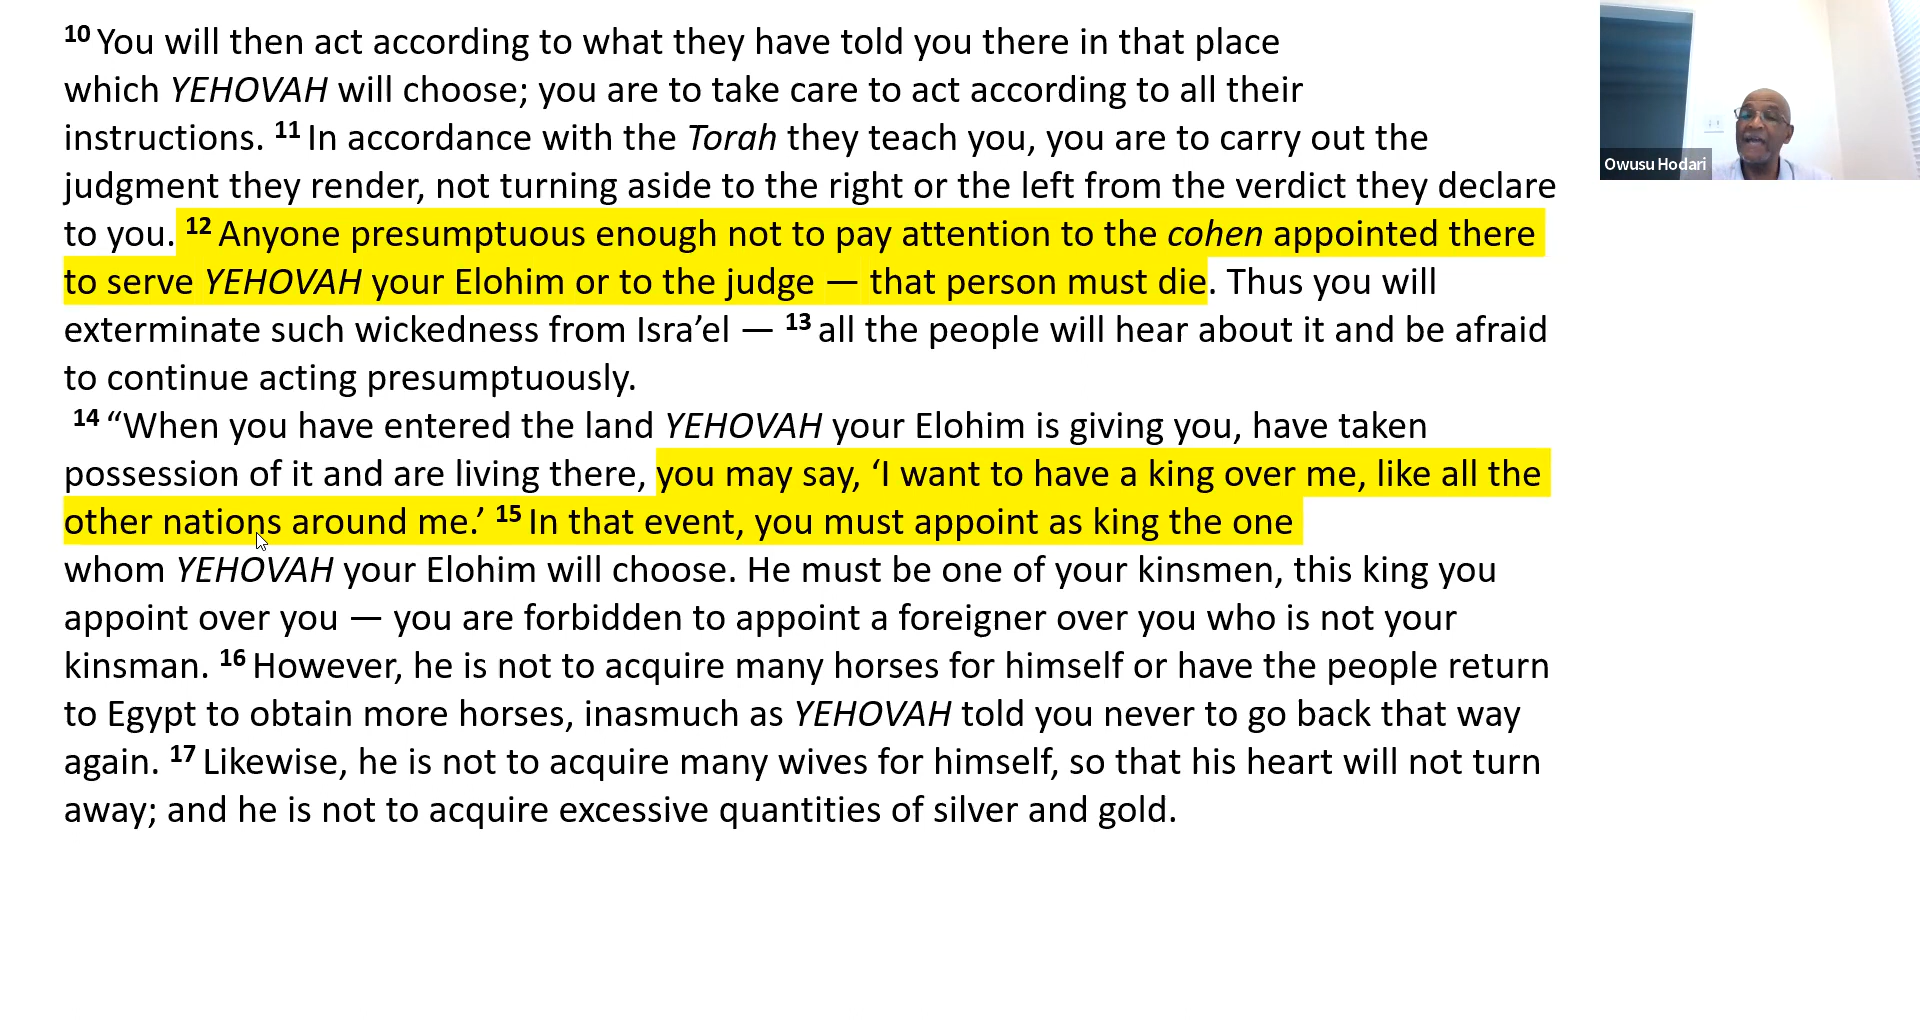 10 You will then act according to what they have told you there in that place
which YEHOVAH will choose; you are to take care to act according to all their
instructions. 11 In accordance with the Torah they teach you, you are to carry out the
judgment they render, not turning aside to the right or the left from the verdict they declare
to you. 12 Anyone presumptuous enough not to pay attention to the cohen appointed there
to serve YEHOVAH your Elohim or to the judge — that person must die. Thus you will
exterminate such wickedness from Isra’el — 13 all the people will hear about it and be afraid
to continue acting presumptuously.
14 “When you have entered the land YEHOVAH your Elohim is giving you, have taken
possession of it and are living there, you may say, ‘I want to have a king over me, like all the
other nations around me.’ 15 In that event, you must appoint as king the one
whom YEHOVAH your Elohim will choose. He must be one of your kinsmen, this king you
appoint over you — you are forbidden to appoint a foreigner over you who is not your
kinsman. 16 However, he is not to acquire many horses for himself or have the people return
to Egypt to obtain more horses, inasmuch as YEHOVAH told you never to go back that way
again. 17 Likewise, he is not to acquire many wives for himself, so that his heart will not turn
away; and he is not to acquire excessive quantities of silver and gold.
Owusu Hodari